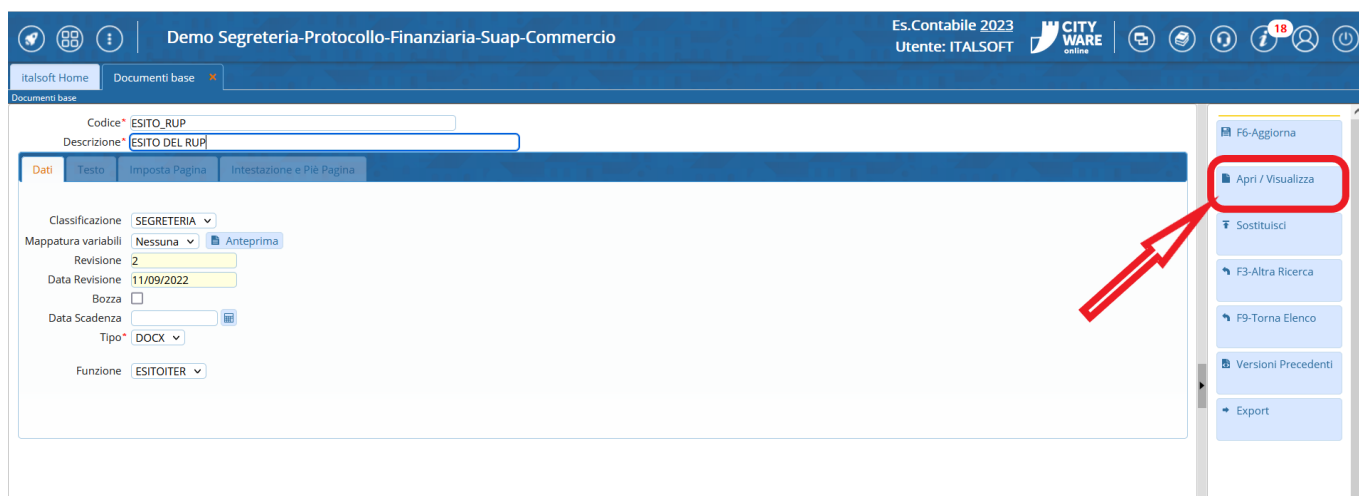 Demo Segreteria-Protocollo-Finanziaria-Suap-Commercio
Es.Contabile 2023
Utente: ITALSOFT
CITY
WARE
online
18
italsoft Home
Documenti base ×
Documenti base
Codice* ESITO_RUP
Descrizione* ESITO DEL RUP
Dati Testo Imposta Pagina Intestazione e Piè Pagina
Classificazione SEGRETERIA
Mappatura variabili Nessuna Anteprima
Revisione 2
Data Revisione 11/09/2022
Bozza
Data Scadenza
Tipo* DOCX
Funzione ESITOITER
F6-Aggiorna
Apri / Visualizza
Sostituisci
F3-Altra Ricerca
F9-Torna Elenco
Versioni Precedenti
Export